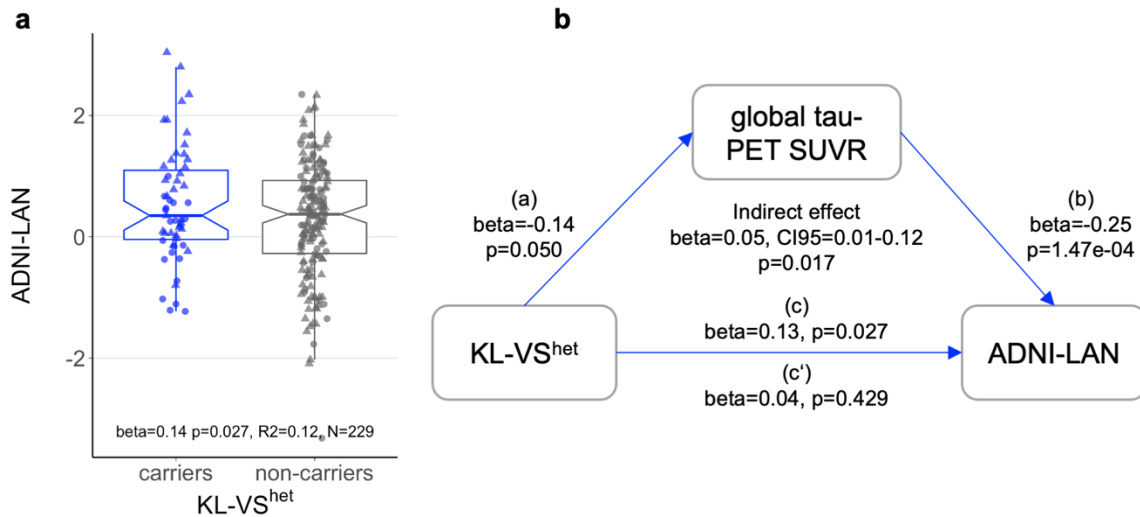 a
ADNI-LAN
2
0
-2
beta=0.14 p=0.027, R2=0.12, N=229
carriers
non-carriers
KL-VS^het
b
global tau-
PET SUVR
(a)
beta=-0.14
p=0.050
Indirect effect
beta=0.05, CI95=0.01-0.12
p=0.017
(b)
beta=-0.25
p=1.47e-04
KL-VS^het
(c)
beta=0.13, p=0.027
(c‘)
beta=0.04, p=0.429
ADNI-LAN